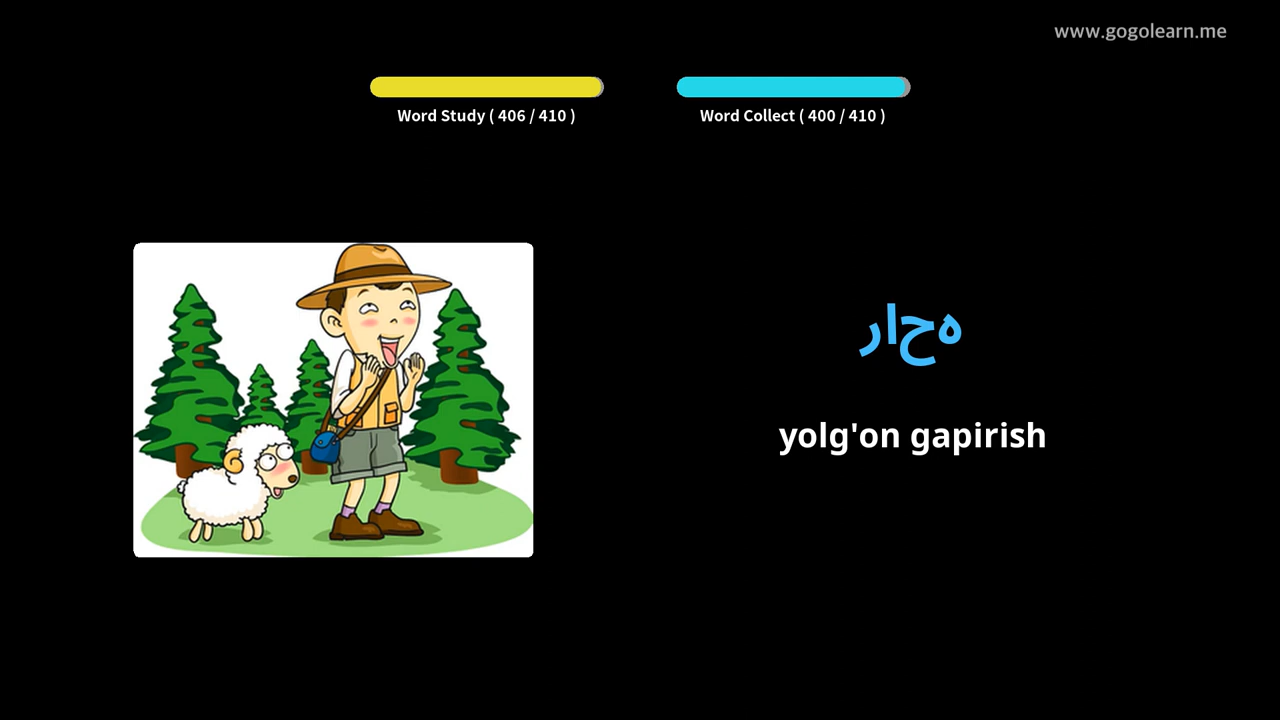 www.gogolearn.me
Word Study ( 406 / 410 )
Word Collect ( 400 / 410 )
هحار
yolg'on gapirish